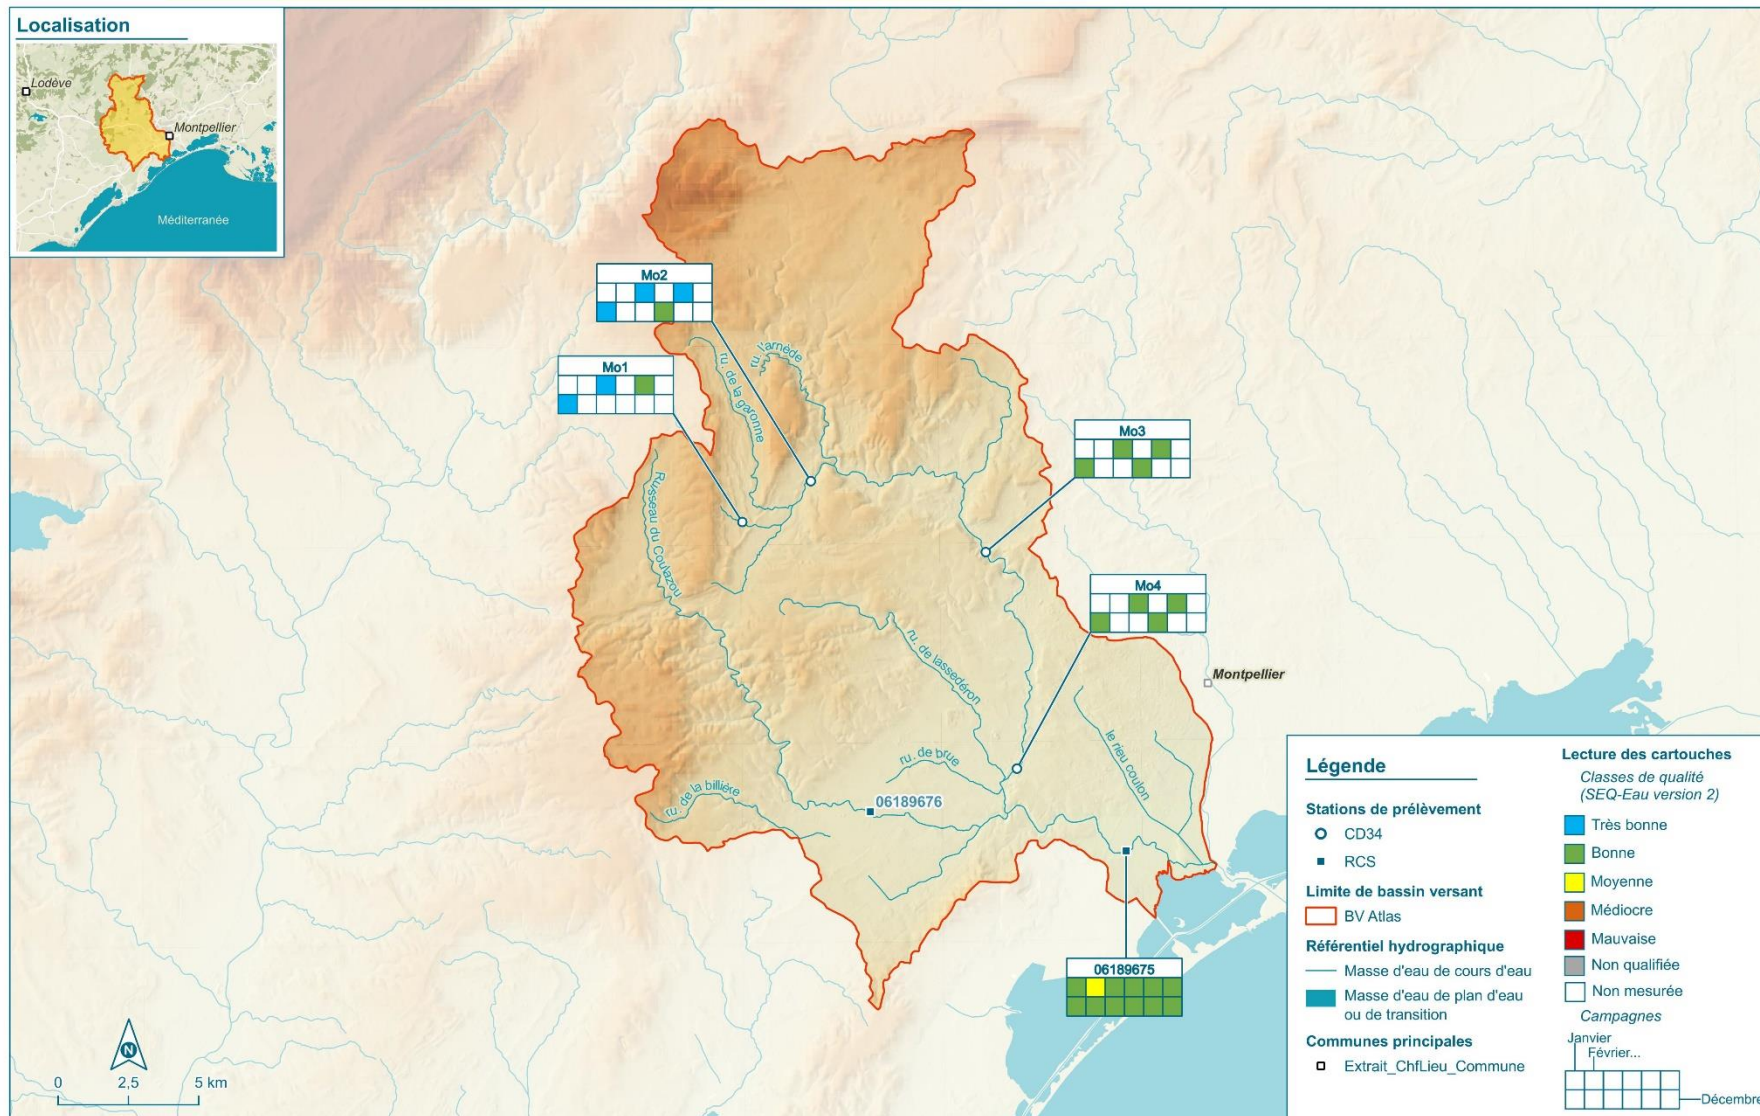 Localisation
Lodève
Montpellier
Méditerranée
Mo2
Mo1
ru. l'arnède
ru. de la garonne
Mo3
Ruisseau du Coulazou
Mo4
ru. de lassedéron
Montpellier
le rieu coulon
ru. de brue
ru. de la billière
06189676
06189675
N
0 2,5 5 km
Légende
Stations de prélèvement
CD34
RCS
Limite de bassin versant
BV Atlas
Référentiel hydrographique
Masse d'eau de cours d'eau
Masse d'eau de plan d'eau
ou de transition
Communes principales
Extrait_ChfLieu_Commune
Lecture des cartouches
Classes de qualité
(SEQ-Eau version 2)
Très bonne
Bonne
Moyenne
Médiocre
Mauvaise
Non qualifiée
Non mesurée
Campagnes
Janvier
Février...
Décembre